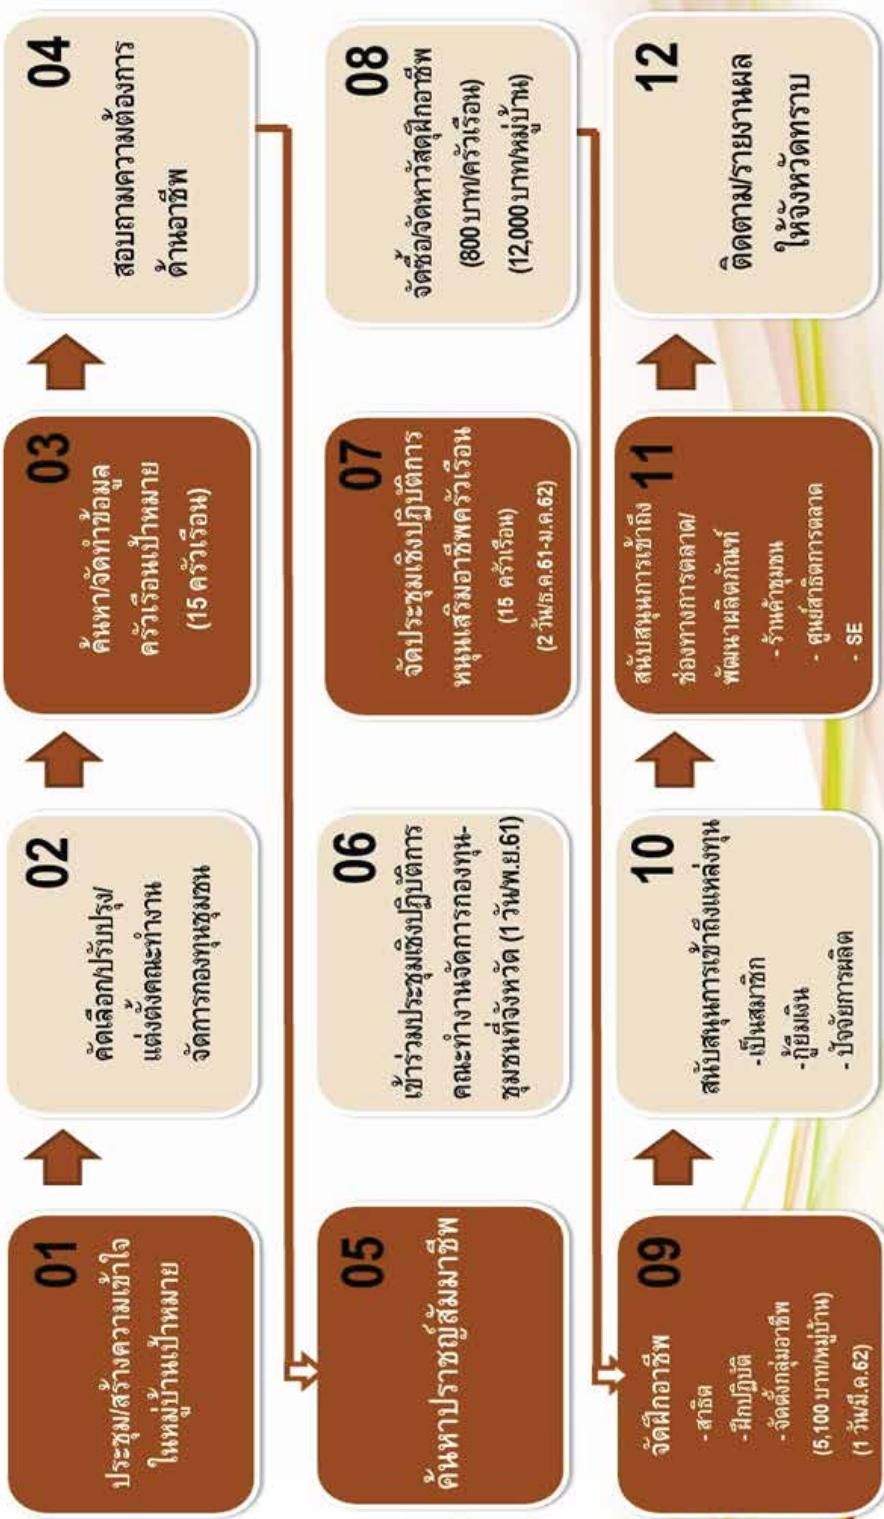 01
ประชุม/สร้างความเข้าใจ
ในหมู่บ้านเป้าหมาย
02
คัดเลือก/ปรับปรุง/
แต่งตั้งคณะทำงาน
จัดการกองทุนชุมชน
03
ค้นหา/จัดทำข้อมูล
ครัวเรือนเป้าหมาย
(15 ครัวเรือน)
04
สอบถามความต้องการ
ด้านอาชีพ
05
ค้นหาปราชญ์สัมมาชีพ
06
เข้าร่วมประชุมเชิงปฏิบัติการ
คณะทำงานจัดการกองทุน-
ชุมชนที่จังหวัด (1 วัน/พ.ย.61)
07
จัดประชุมเชิงปฏิบัติการ
หนุนเสริมอาชีพครัวเรือน
(15 ครัวเรือน)
(2 วัน/ธ.ค.61-ม.ค.62)
08
จัดซื้อ/จัดหาวัสดุฝึกอาชีพ
(800 บาท/ครัวเรือน)
(12,000 บาท/หมู่บ้าน)
09
จัดฝึกอาชีพ
- สาธิต
- ฝึกปฏิบัติ
- จัดตั้งกลุ่มอาชีพ
(5,100 บาท/หมู่บ้าน)
(1 วัน/มี.ค.62)
10
สนับสนุนการเข้าถึงแหล่งทุน
- เป็นสมาชิก
- กู้ยืมเงิน
- ปัจจัยการผลิต
11
สนับสนุนการเข้าถึง
ช่องทางการตลาด/
พัฒนาผลิตภัณฑ์
- ร้านค้าชุมชน
- ศูนย์สาธิตการตลาด
- SE
12
ติดตาม/รายงานผล
ให้จังหวัดทราบ